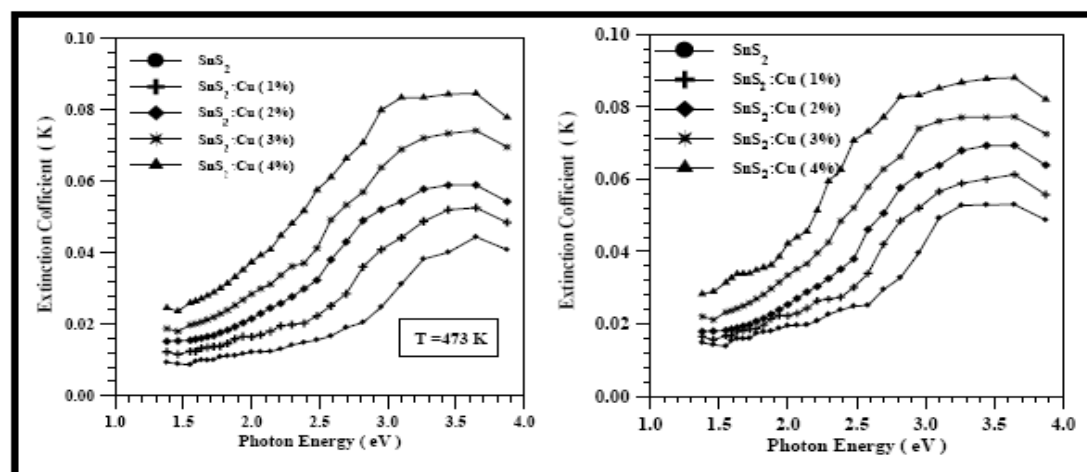 0.10
0.08
0.06
0.04
0.02
0.00
Extinction Cofficient ( K )
SnS2
SnS2:Cu ( 1%)
SnS2:Cu ( 2%)
SnS2:Cu ( 3%)
SnS2:Cu ( 4%)
T =473 K
1.0 1.5 2.0 2.5 3.0 3.5 4.0
Photon Energy ( eV )
0.10
0.08
0.06
0.04
0.02
0.00
Extinction Cofficient ( K )
SnS2
SnS2:Cu ( 1%)
SnS2:Cu ( 2%)
SnS2:Cu ( 3%)
SnS2:Cu ( 4%)
1.0 1.5 2.0 2.5 3.0 3.5 4.0
Photon Energy ( eV )